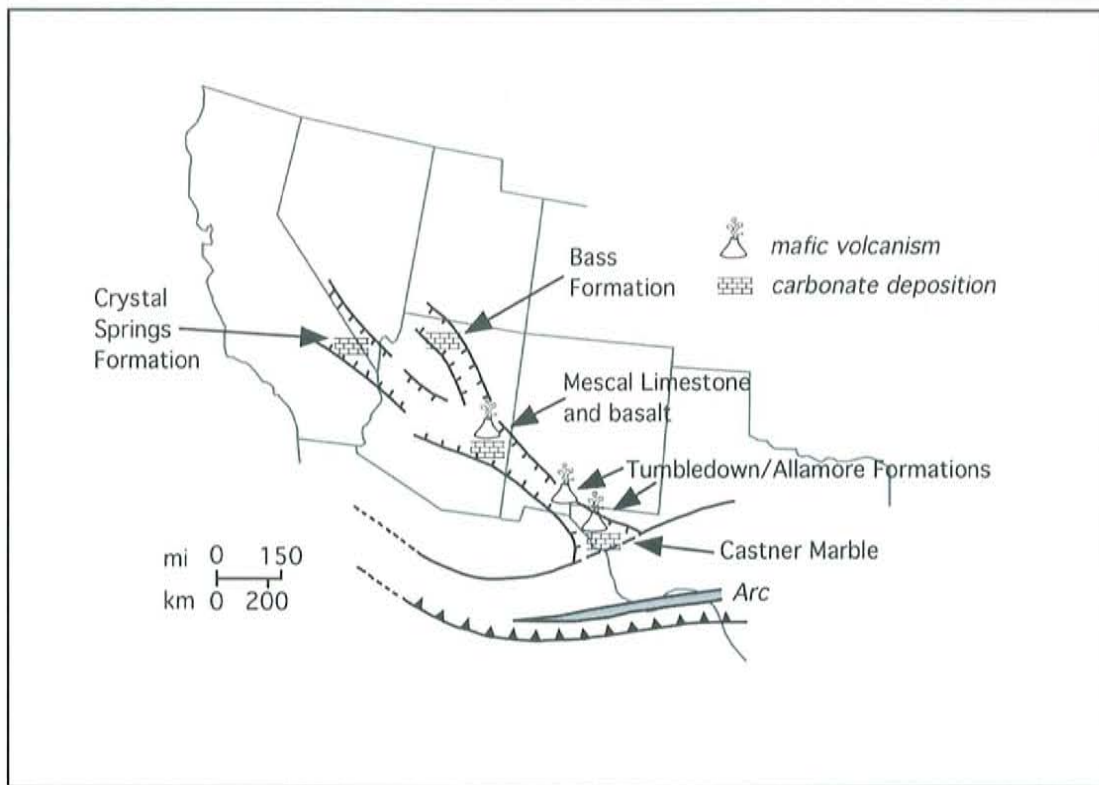 Bass
Formation
mafic volcanism
carbonate deposition
Crystal
Springs
Formation
Mescal Limestone
and basalt
Tumbledown/Allamore Formations
Castner Marble
mi 0 150
km 0 200
Arc